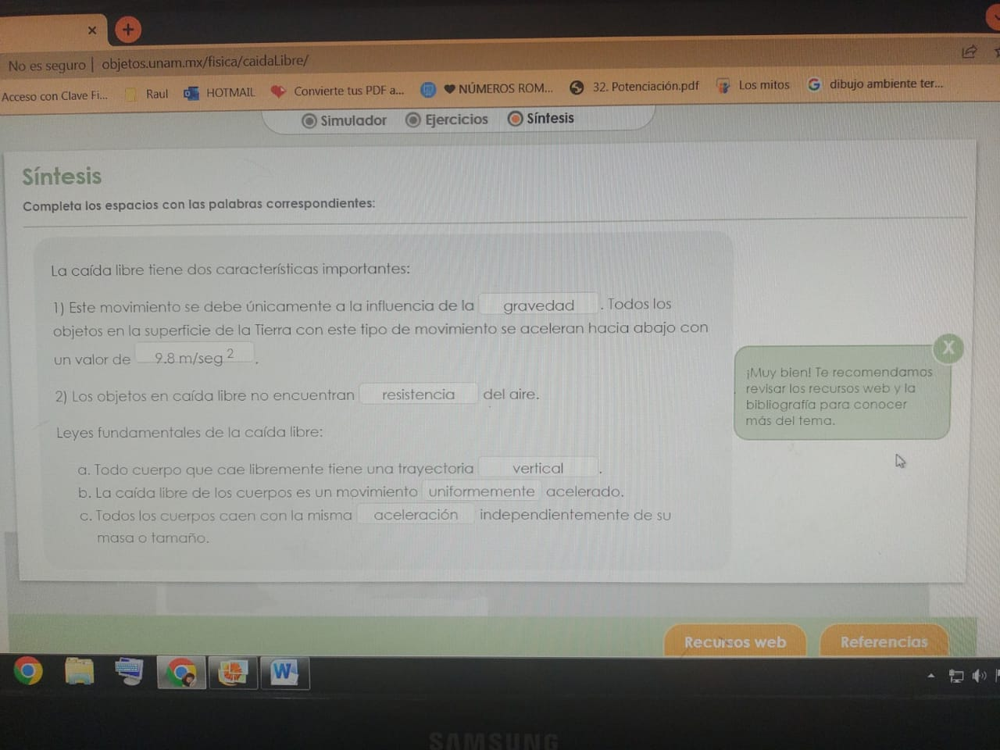 No es seguro | objetos.unam.mx/fisica/caidaLibre/
Acceso con Clave Fi... Raul HOTMAIL Convierte tus PDF a... ♥ NÚMEROS ROM... 32. Potenciación.pdf Los mitos dibujo ambiente ter...
Simulador Ejercicios Síntesis
Síntesis
Completa los espacios con las palabras correspondientes:
La caída libre tiene dos características importantes:
1) Este movimiento se debe únicamente a la influencia de la gravedad . Todos los
objetos en la superficie de la Tierra con este tipo de movimiento se aceleran hacia abajo con
un valor de 9.8 m/seg 2 .
2) Los objetos en caída libre no encuentran resistencia del aire.
Leyes fundamentales de la caída libre:
a. Todo cuerpo que cae libremente tiene una trayectoria vertical .
b. La caída libre de los cuerpos es un movimiento uniformemente acelerado.
c. Todos los cuerpos caen con la misma aceleración independientemente de su
masa o tamaño.
X
¡Muy bien! Te recomendamos
revisar los recursos web y la
bibliografía para conocer
más del tema.
Recursos web Referencias
SAMSUNG